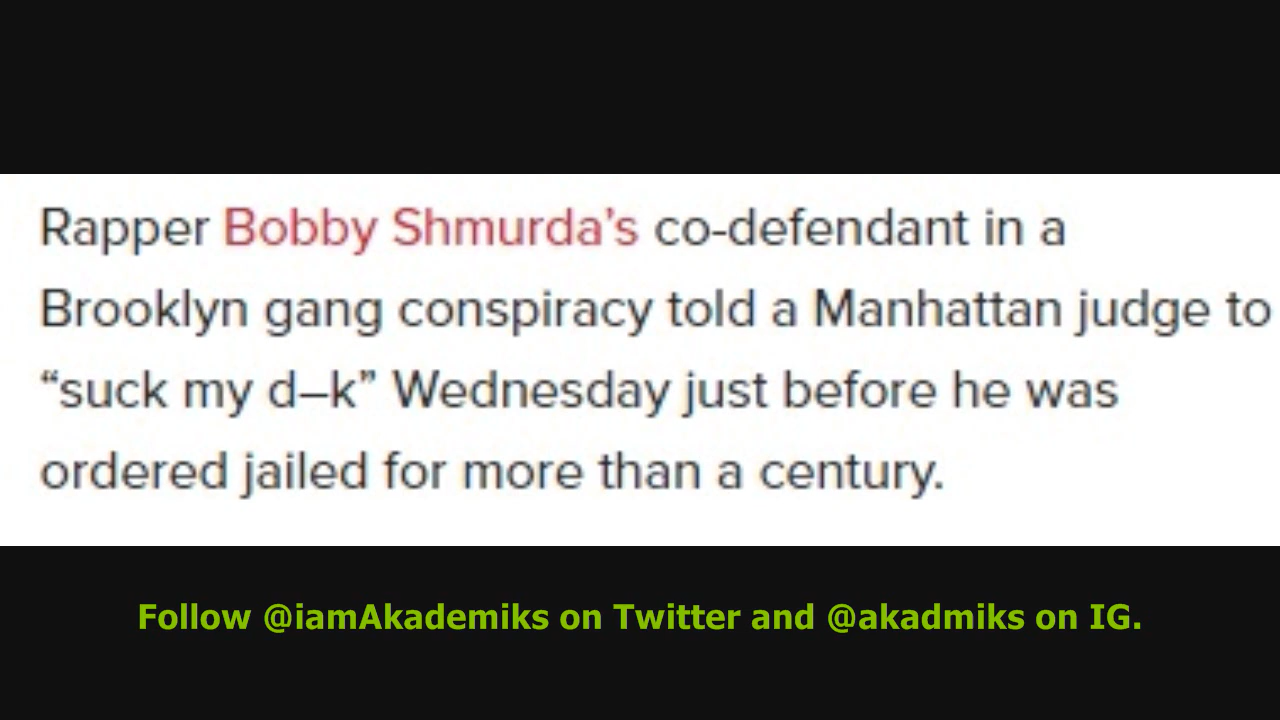 Rapper Bobby Shmurda’s co-defendant in a
Brooklyn gang conspiracy told a Manhattan judge to
“suck my d–k” Wednesday just before he was
ordered jailed for more than a century.
Follow @iamAkademiks on Twitter and @akadmiks on IG.